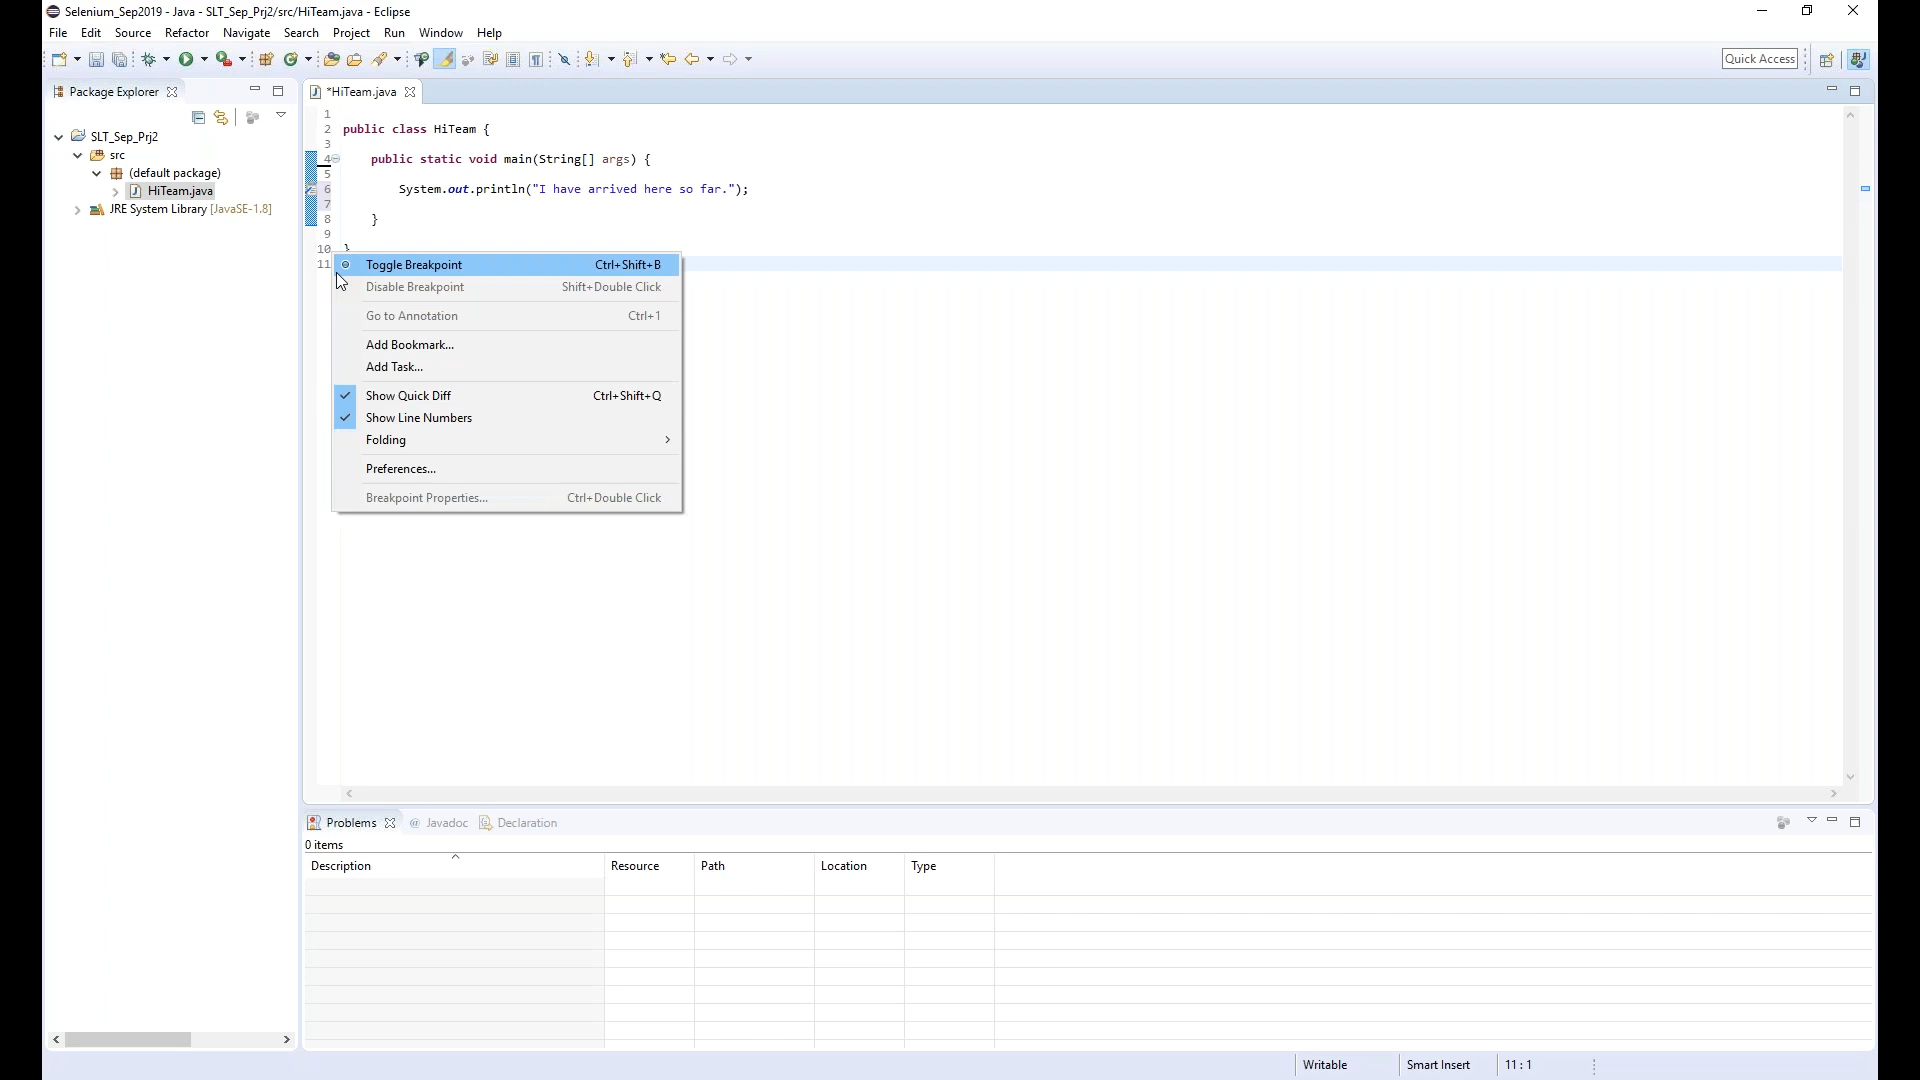 Selenium_Sep2019 - Java - SLT_Sep_Prj2/src/HiTeam.java - Eclipse
File Edit Source Refactor Navigate Search Project Run Window Help
Quick Access
Package Explorer
SLT_Sep_Prj2
src
(default package)
HiTeam.java
JRE System Library [JavaSE-1.8]
*HiTeam.java
1
2 public class HiTeam {
3
4 public static void main(String[] args) {
5
6 System.out.println("I have arrived here so far.");
7
8 }
9
10 }
11
Toggle Breakpoint Ctrl+Shift+B
Disable Breakpoint Shift+Double Click
Go to Annotation Ctrl+1
Add Bookmark...
Add Task...
Show Quick Diff Ctrl+Shift+Q
Show Line Numbers
Folding
Preferences...
Breakpoint Properties... Ctrl+Double Click
Problems @ Javadoc Declaration
0 items
Description Resource Path Location Type
Writable Smart Insert 11 : 1